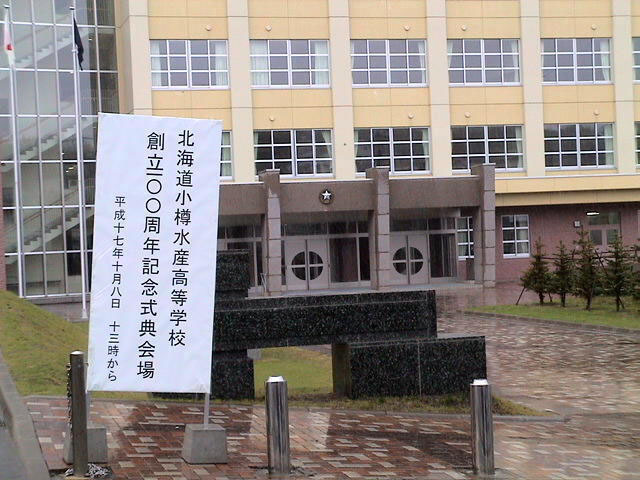 北海道小樽水産高等学校
創立一〇〇周年記念式典会場
平成十七年十月八日 十三時から